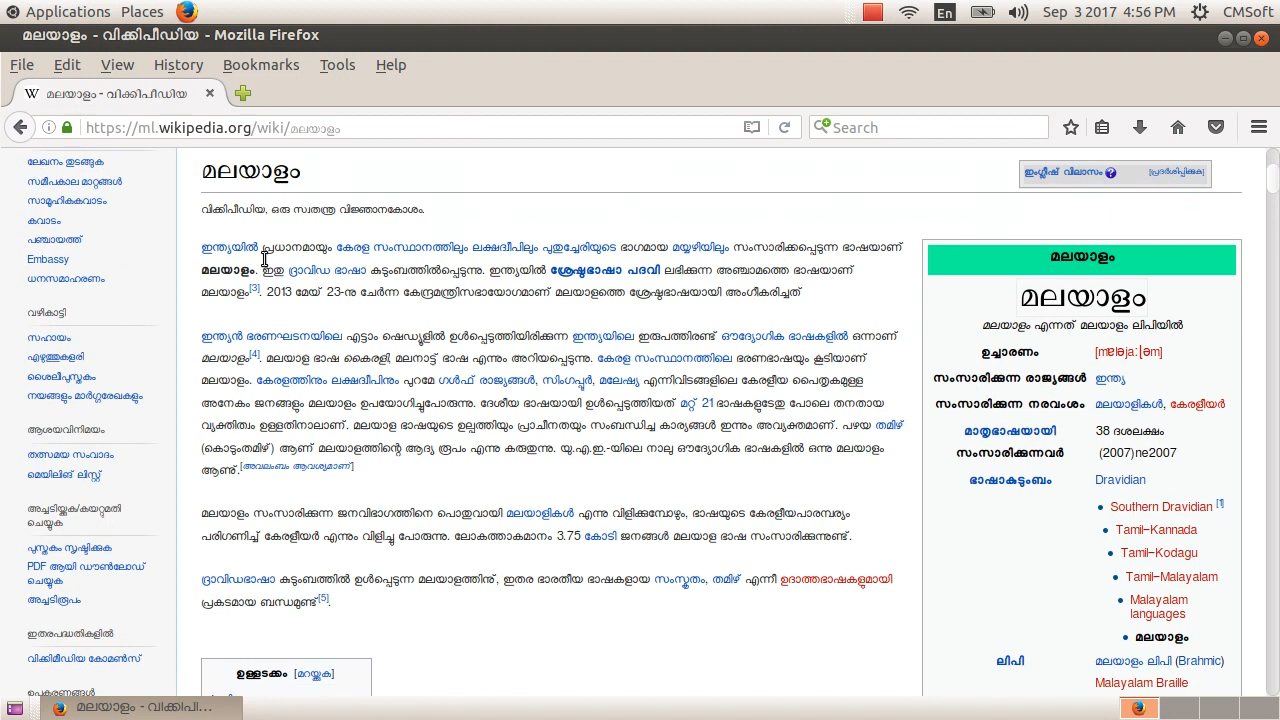 Applications Places En Sep 3 2017 4:56 PM CMSoft
മലയാളം - വിക്കിപീഡിയ - Mozilla Firefox
File Edit View History Bookmarks Tools Help
മലയാളം - വിക്കിപീഡിയ
https://ml.wikipedia.org/wiki/മലയാളം Search
ലേഖനം തുടങ്ങുക
സമീപകാല മാറ്റങ്ങൾ
സാമൂഹികകവാടം
കവാടം
പഞ്ചായത്ത്
Embassy
ധനസമാഹരണം
വഴികാട്ടി
സഹായം
എഴുത്തുകളരി
ശൈലീപുസ്തകം
നയങ്ങളും മാർഗ്ഗരേഖകളും
ആശയവിനിമയം
തത്സമയ സംവാദം
മെയിലിങ് ലിസ്റ്റ്
അച്ചടിയ്ക്കുക/കയറ്റുമതി
ചെയ്യുക
പുസ്തകം സൃഷ്ടിക്കുക
PDF ആയി ഡൗൺലോഡ്
ചെയ്യുക
അച്ചടിരൂപം
ഇതരപദ്ധതികളിൽ
വിക്കിമീഡിയ കോമൺസ്
ഉപകരണങ്ങൾ
മലയാളം
ഇംഗ്ലീഷ് വിലാസം ? [പ്രദർശിപ്പിക്കുക]
വിക്കിപീഡിയ, ഒരു സ്വതന്ത്ര വിജ്ഞാനകോശം.
ഇന്ത്യയിൽ പ്രധാനമായും കേരള സംസ്ഥാനത്തിലും ലക്ഷദ്വീപിലും പുതുച്ചേരിയുടെ ഭാഗമായ മയ്യഴിയിലും സംസാരിക്കപ്പെടുന്ന ഭാഷയാണ്
മലയാളം. ഇതു ദ്രാവിഡ ഭാഷാ കുടുംബത്തിൽപ്പെടുന്നു. ഇന്ത്യയിൽ ശ്രേഷ്ഠഭാഷാ പദവി ലഭിക്കുന്ന അഞ്ചാമത്തെ ഭാഷയാണ്
മലയാളം[3]. 2013 മേയ് 23-നു ചേർന്ന കേന്ദ്രമന്ത്രിസഭായോഗമാണ് മലയാളത്തെ ശ്രേഷ്ഠഭാഷയായി അംഗീകരിച്ചത്
ഇന്ത്യൻ ഭരണഘടനയിലെ എട്ടാം ഷെഡ്യൂളിൽ ഉൾപ്പെടുത്തിയിരിക്കുന്ന ഇന്ത്യയിലെ ഇരുപത്തിരണ്ട് ഔദ്യോഗിക ഭാഷകളിൽ ഒന്നാണ്
മലയാളം[4]. മലയാള ഭാഷ കൈരളി, മലനാട്ട് ഭാഷ എന്നും അറിയപ്പെടുന്നു. കേരള സംസ്ഥാനത്തിലെ ഭരണഭാഷയും കൂടിയാണ്
മലയാളം. കേരളത്തിനും ലക്ഷദ്വീപിനും പുറമേ ഗൾഫ് രാജ്യങ്ങൾ, സിംഗപ്പൂർ, മലേഷ്യ എന്നിവിടങ്ങളിലെ കേരളീയ പൈതൃകമുള്ള
അനേകം ജനങ്ങളും മലയാളം ഉപയോഗിച്ചുപോരുന്നു. ദേശീയ ഭാഷയായി ഉൾപ്പെടുത്തിയത് മറ്റ് 21 ഭാഷകളുടേതു പോലെ തനതായ
വ്യക്തിത്വം ഉള്ളതിനാലാണ്. മലയാള ഭാഷയുടെ ഉല്പത്തിയും പ്രാചീനതയും സംബന്ധിച്ച കാര്യങ്ങൾ ഇന്നും അവ്യക്തമാണ്. പഴയ തമിഴ്
(കൊടുംതമിഴ്) ആണ് മലയാളത്തിന്റെ ആദ്യ രൂപം എന്നു കരുതുന്നു. യു.എ.ഇ.-യിലെ നാലു ഔദ്യോഗിക ഭാഷകളിൽ ഒന്നു മലയാളം
ആണു്.[അവലംബം ആവശ്യമാണ്]
മലയാളം സംസാരിക്കുന്ന ജനവിഭാഗത്തിനെ പൊതുവായി മലയാളികൾ എന്നു വിളിക്കുമ്പോഴും, ഭാഷയുടെ കേരളീയപാരമ്പര്യം
പരിഗണിച്ച് കേരളീയർ എന്നും വിളിച്ചു പോരുന്നു. ലോകത്താകമാനം 3.75 കോടി ജനങ്ങൾ മലയാള ഭാഷ സംസാരിക്കുന്നുണ്ട്.
ദ്രാവിഡഭാഷാ കുടുംബത്തിൽ ഉൾപ്പെടുന്ന മലയാളത്തിനു്, ഇതര ഭാരതീയ ഭാഷകളായ സംസ്കൃതം, തമിഴ് എന്നീ ഉദാത്തഭാഷകളുമായി
പ്രകടമായ ബന്ധമുണ്ട്[5].
ഉള്ളടക്കം [മറയ്ക്കുക]
മലയാളം
മലയാളം
മലയാളം എന്നത് മലയാളം ലിപിയിൽ
ഉച്ചാരണം [mɐləjaːɭəm]
സംസാരിക്കുന്ന രാജ്യങ്ങൾ ഇന്ത്യ
സംസാരിക്കുന്ന നരവംശം മലയാളികൾ, കേരളീയർ
മാതൃഭാഷയായി 38 ദശലക്ഷം
സംസാരിക്കുന്നവർ (2007)ne2007
ഭാഷാകുടുംബം Dravidian
• Southern Dravidian [1]
• Tamil–Kannada
• Tamil–Kodagu
• Tamil–Malayalam
• Malayalam
languages
• മലയാളം
ലിപി മലയാളം ലിപി (Brahmic)
Malayalam Braille
മലയാളം - വിക്കിപി...